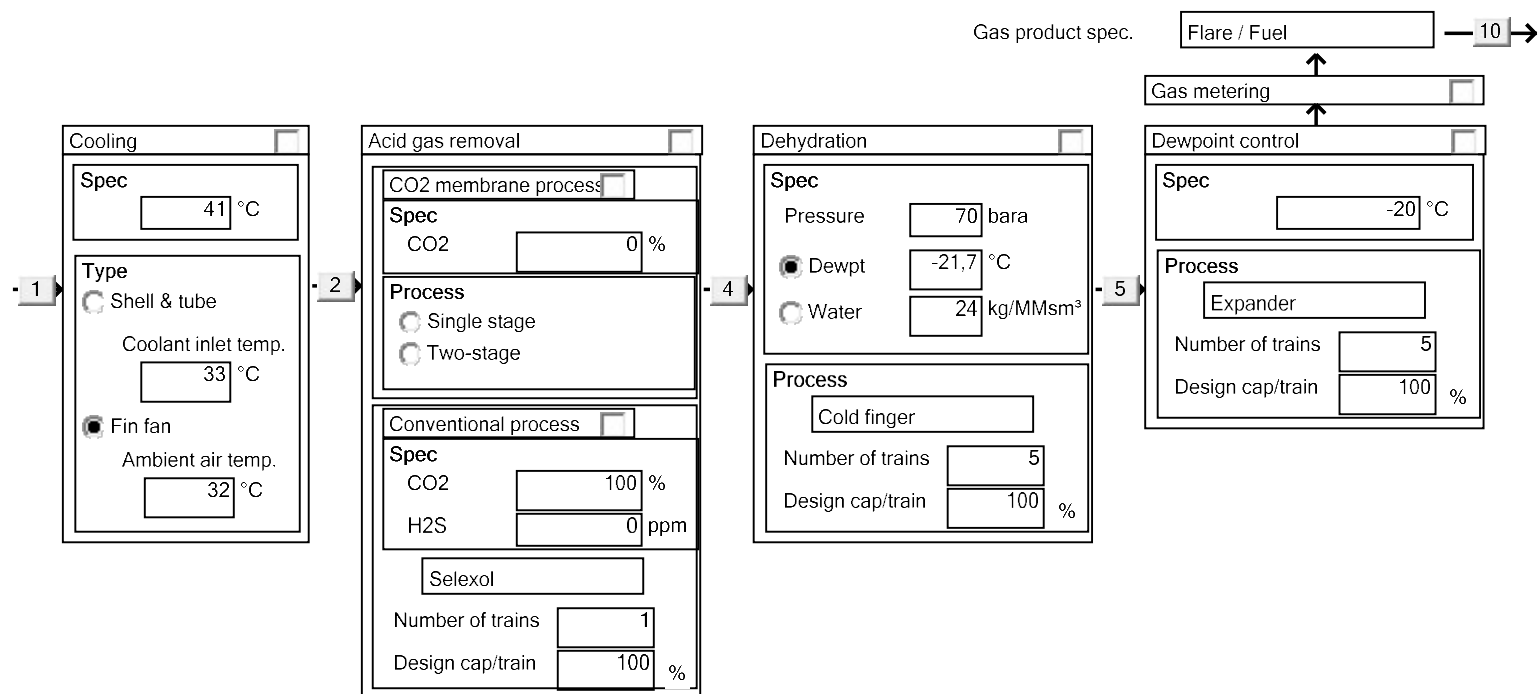 Gas product spec.
Flare / Fuel
10
Gas metering
Cooling
Spec
41 °C
Type
Shell & tube
Coolant inlet temp.
33 °C
Fin fan
Ambient air temp.
32 °C
1
2
Acid gas removal
CO2 membrane process
Spec
CO2 0 %
Process
Single stage
Two-stage
Conventional process
Spec
CO2 100 %
H2S 0 ppm
Selexol
Number of trains 1
Design cap/train 100 %
4
Dehydration
Spec
Pressure 70 bara
Dewpt -21,7 °C
Water 24 kg/MMsm³
Process
Cold finger
Number of trains 5
Design cap/train 100 %
5
Dewpoint control
Spec
-20 °C
Process
Expander
Number of trains 5
Design cap/train 100 %